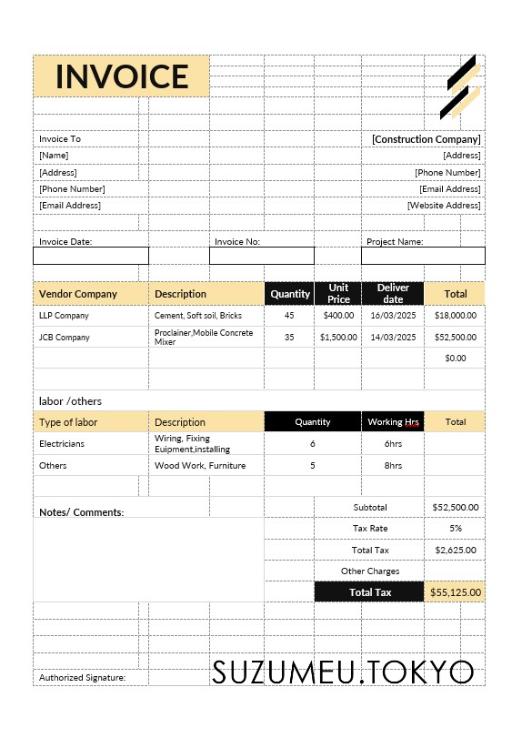 INVOICE
Invoice To [Construction Company]
[Name] [Address]
[Address] [Phone Number]
[Phone Number] [Email Address]
[Email Address] [Website Address]
Invoice Date: Invoice No: Project Name:
Vendor Company Description Quantity Unit Price Deliver date Total
LLP Company Cement, Soft soil, Bricks 45 $400.00 16/03/2025 $18,000.00
JCB Company Proclainer,Mobile Concrete Mixer 35 $1,500.00 14/03/2025 $52,500.00
$0.00
labor /others
Type of labor Description Quantity Working Hrs Total
Electricians Wiring, Fixing Euipment,installing 6 6hrs
Others Wood Work, Furniture 5 8hrs
Subtotal $52,500.00
Notes/ Comments:
Tax Rate 5%
Total Tax $2,625.00
Other Charges
Total Tax $55,125.00
Authorized Signature: SUZUMEU.TOKYO